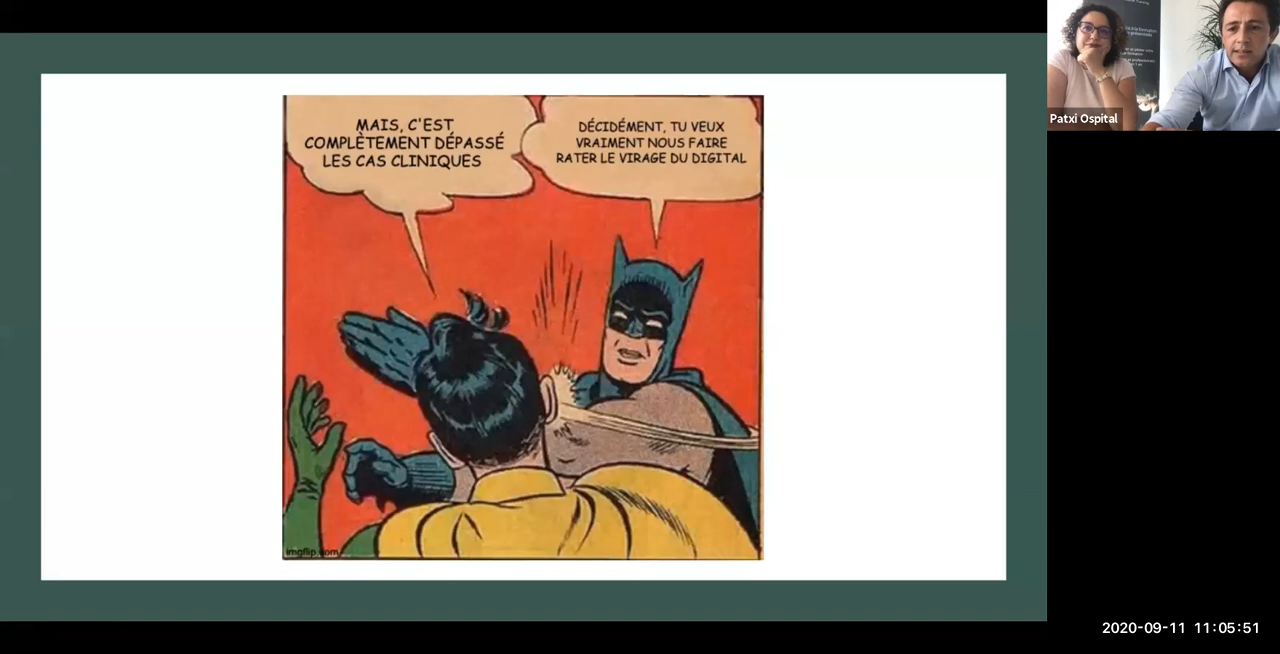 MAIS, C'EST
COMPLÈTEMENT DÉPASSÉ
LES CAS CLINIQUES
DÉCIDÉMENT, TU VEUX
VRAIMENT NOUS FAIRE
RATER LE VIRAGE DU DIGITAL
imgflip.com
Patxi Ospital
2020-09-11 11:05:51